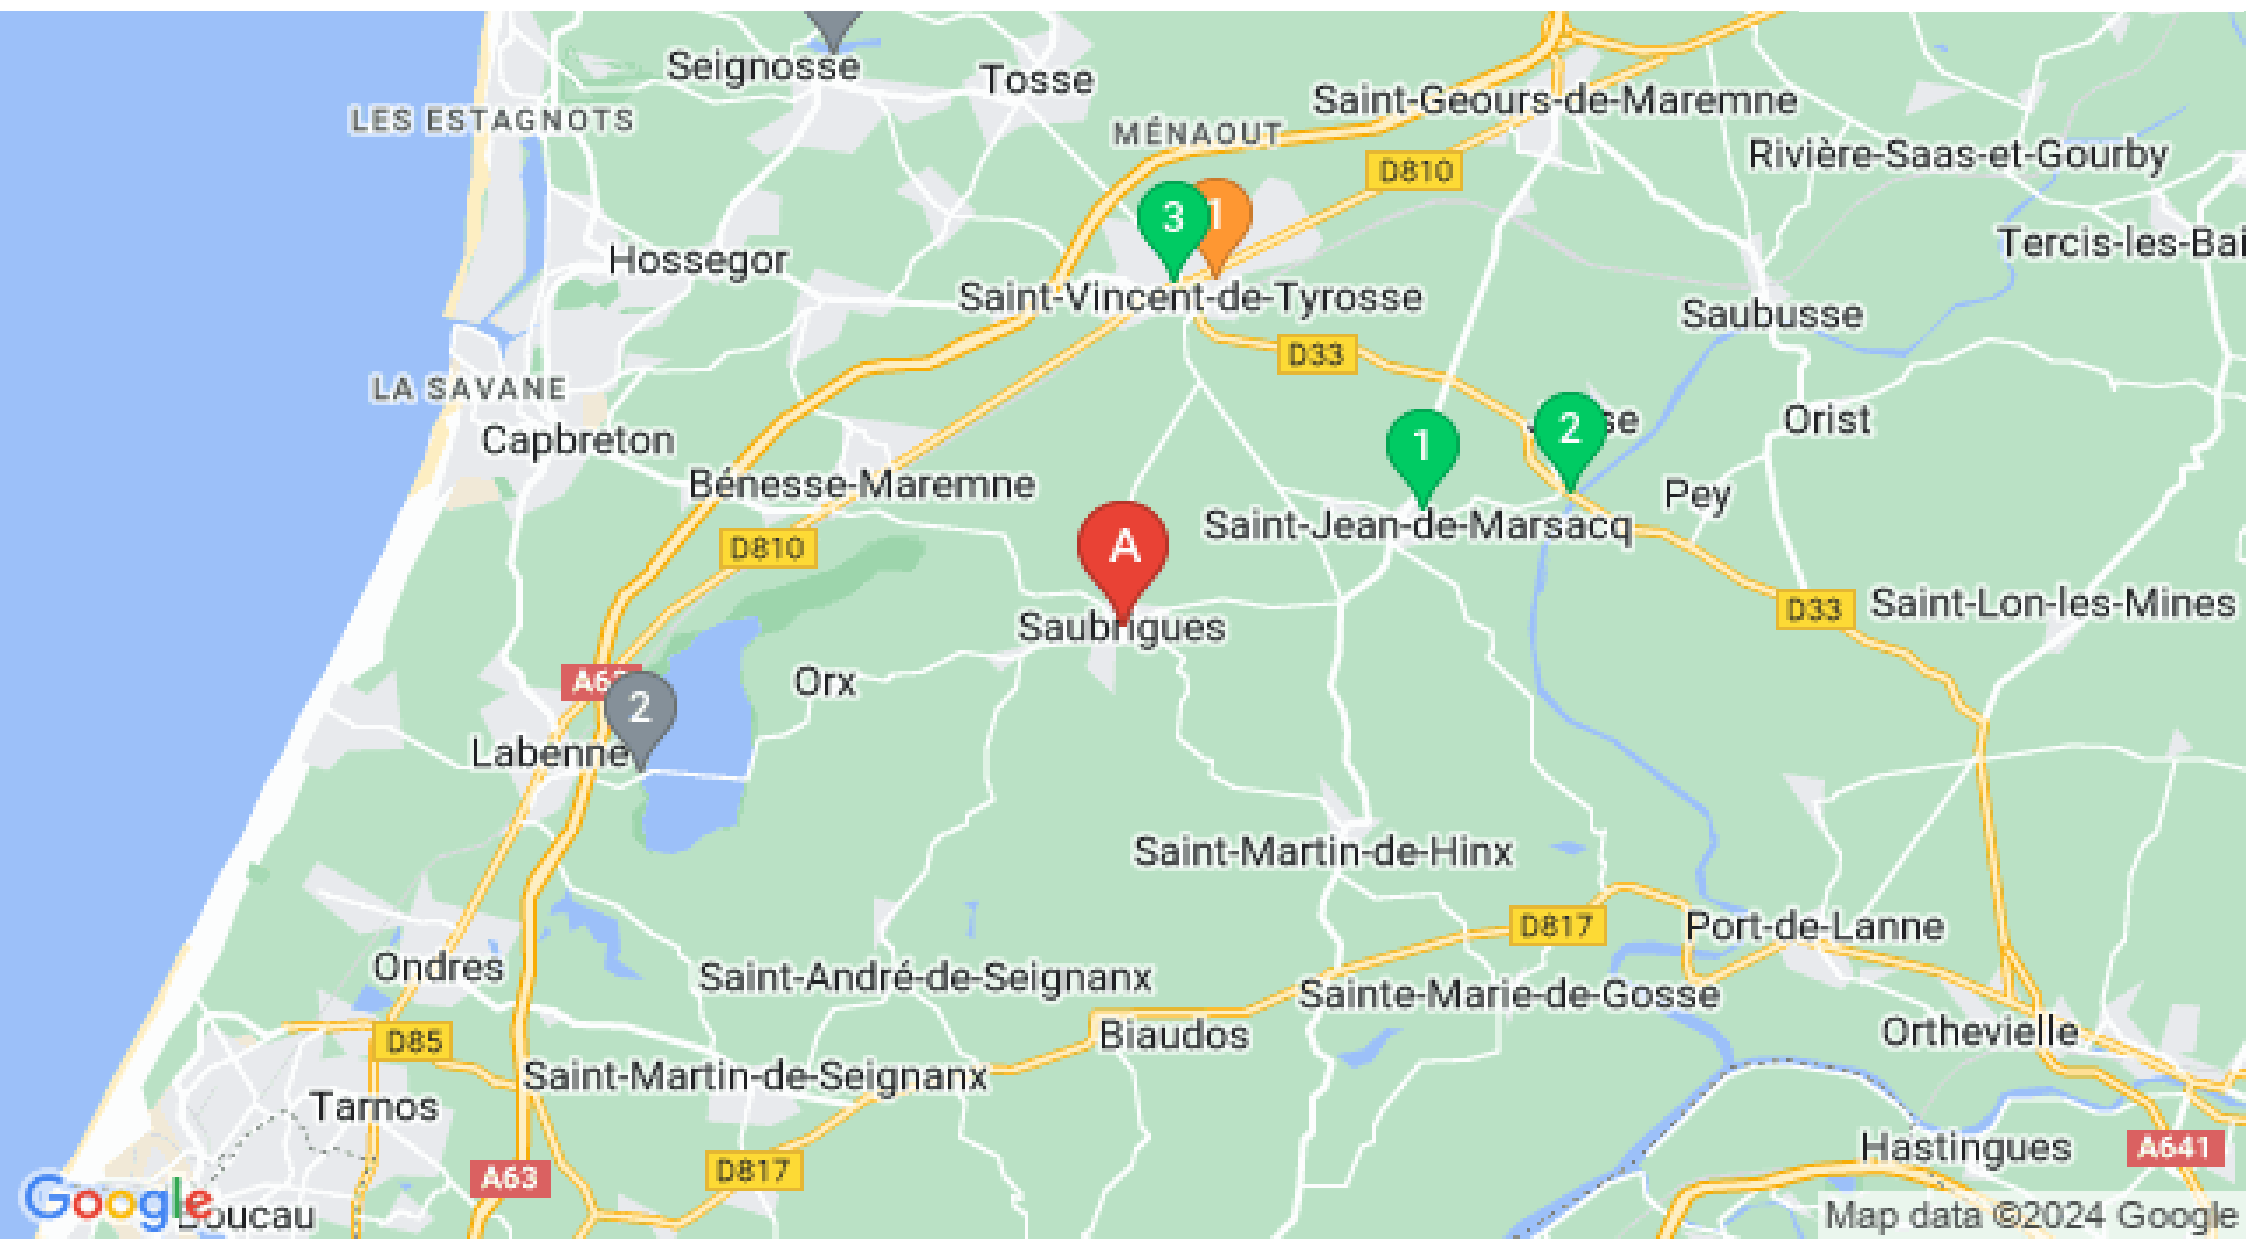 Seignosse
Tosse
LES ESTAGNOTS
Saint-Geours-de-Maremne
MÉNAOUT
Rivière-Saas-et-Gourby
D810
3
1
Tercis-les-Bai
Hossegor
Saint-Vincent-de-Tyrosse
Saubusse
D33
LA SAVANE
Orist
2
1
Capbreton
Bénesse-Maremne
Pey
Saint-Jean-de-Marsacq
D810
A
Saint-Lon-les-Mines
D33
Saubrigues
Orx
A63
2
Labenne
Saint-Martin-de-Hinx
D817
Port-de-Lanne
Ondres
Saint-André-de-Seignanx
Sainte-Marie-de-Gosse
Biaudos
Orthevielle
D85
Saint-Martin-de-Seignanx
Tarnos
Hastingues
A641
D817
A63
Google
Boucau
Map data ©2024 Google